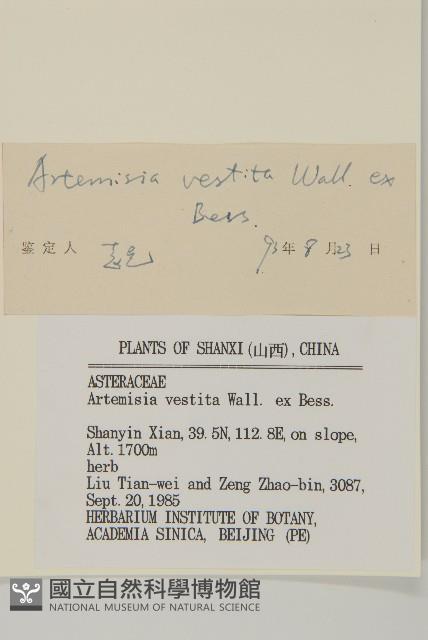 Artemisia vestita Wall. ex
Bess.
鉴定人 93年8月23日
PLANTS OF SHANXI (山西), CHINA
ASTERACEAE
Artemisia vestita Wall. ex Bess.
Shanyin Xian, 39.5N, 112.8E, on slope,
Alt. 1700m
herb
Liu Tian-wei and Zeng Zhao-bin, 3087,
Sept. 20, 1985
HERBARIUM INSTITUTE OF BOTANY,
ACADEMIA SINICA, BEIJING (PE)
國立自然科學博物館
NATIONAL MUSEUM OF NATURAL SCIENCE